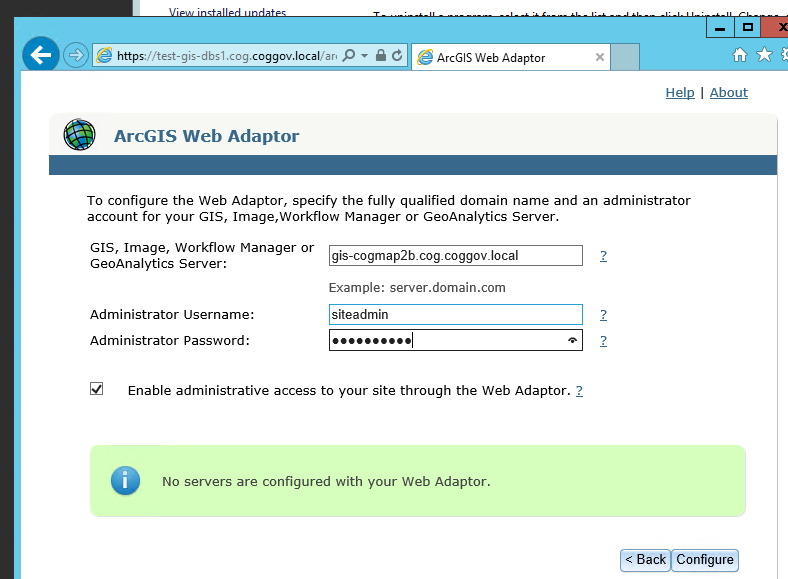 View installed updates
To uninstall a program, select it from the list and then click Uninstall, Change,
https://test-gis-dbs1.cog.coggov.local/ar
ArcGIS Web Adaptor
Help | About
ArcGIS Web Adaptor
To configure the Web Adaptor, specify the fully qualified domain name and an administrator
account for your GIS, Image,Workflow Manager or GeoAnalytics Server.
GIS, Image, Workflow Manager or
GeoAnalytics Server:
gis-cogmap2b.cog.coggov.local
?
Example: server.domain.com
Administrator Username:
siteadmin
?
Administrator Password:
●●●●●●●●●●
?
Enable administrative access to your site through the Web Adaptor. ?
No servers are configured with your Web Adaptor.
< Back
Configure